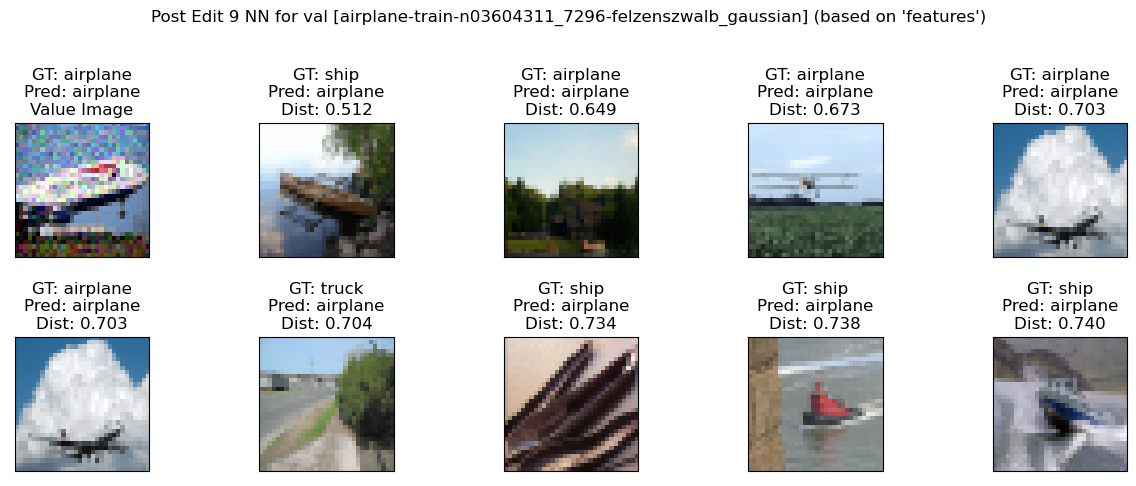 Post Edit 9 NN for val [airplane-train-n03604311_7296-felzenszwalb_gaussian] (based on 'features')
GT: airplane
Pred: airplane
Value Image
GT: ship
Pred: airplane
Dist: 0.512
GT: airplane
Pred: airplane
Dist: 0.649
GT: airplane
Pred: airplane
Dist: 0.673
GT: airplane
Pred: airplane
Dist: 0.703
GT: airplane
Pred: airplane
Dist: 0.703
GT: truck
Pred: airplane
Dist: 0.704
GT: ship
Pred: airplane
Dist: 0.734
GT: ship
Pred: airplane
Dist: 0.738
GT: ship
Pred: airplane
Dist: 0.740